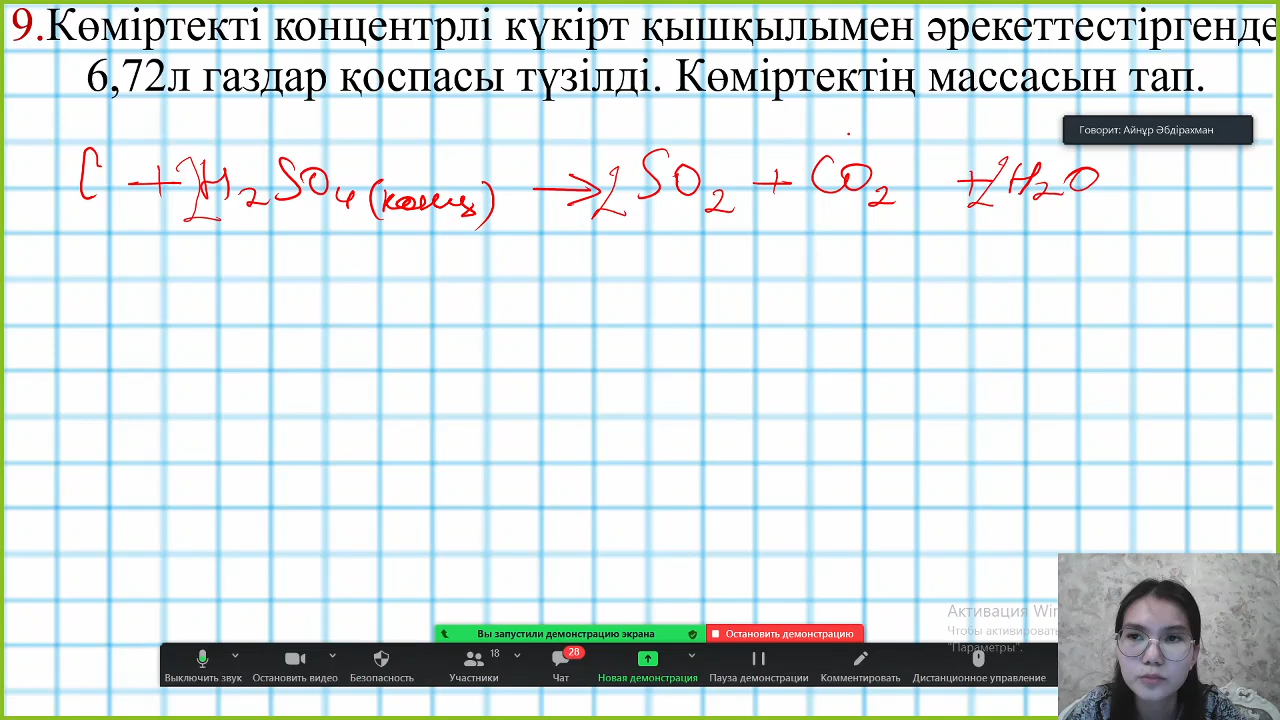 9.Көміртекті концентрлі күкірт қышқылымен әрекеттестіргенде
6,72л газдар қоспасы түзілді. Көміртектің массасын тап.
Говорит: Айнұр Әбдірахман
C + 2H2SO4(конц) → 2SO2 + CO2 + 2H2O
Активация Win
Чтобы активировать
"Параметры".
Вы запустили демонстрацию экрана
Остановить демонстрацию
18
28
Выключить звук
Остановить видео
Безопасность
Участники
Чат
Новая демонстрация
Пауза демонстрации
Комментировать
Дистанционное управление